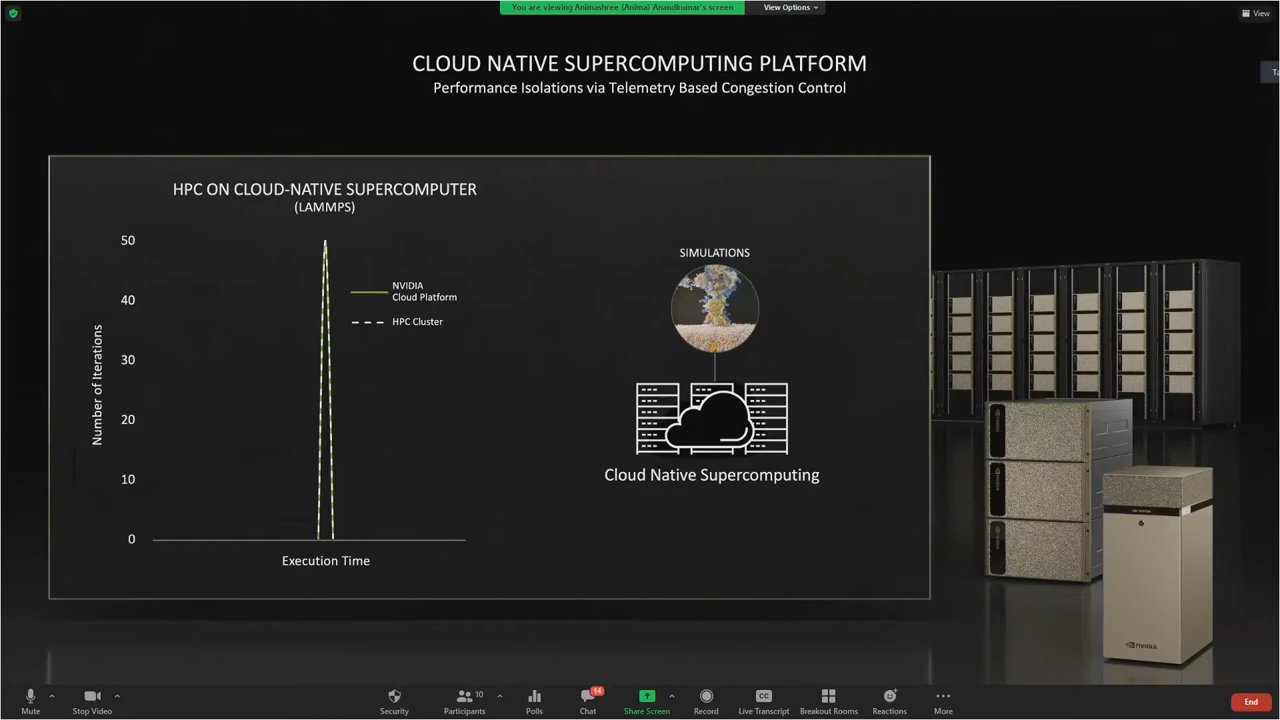 You are viewing Animashree (Anima) Anandkumar's screen
View Options
View
CLOUD NATIVE SUPERCOMPUTING PLATFORM
Performance Isolations via Telemetry Based Congestion Control
HPC ON CLOUD-NATIVE SUPERCOMPUTER
(LAMMPS)
50
40
30
20
10
0
Number of Iterations
Execution Time
NVIDIA
Cloud Platform
HPC Cluster
SIMULATIONS
Cloud Native Supercomputing
NVIDIA
Mute
Stop Video
Security
10
Participants
Polls
14
Chat
Share Screen
Record
CC
Live Transcript
Breakout Rooms
Reactions
More
End